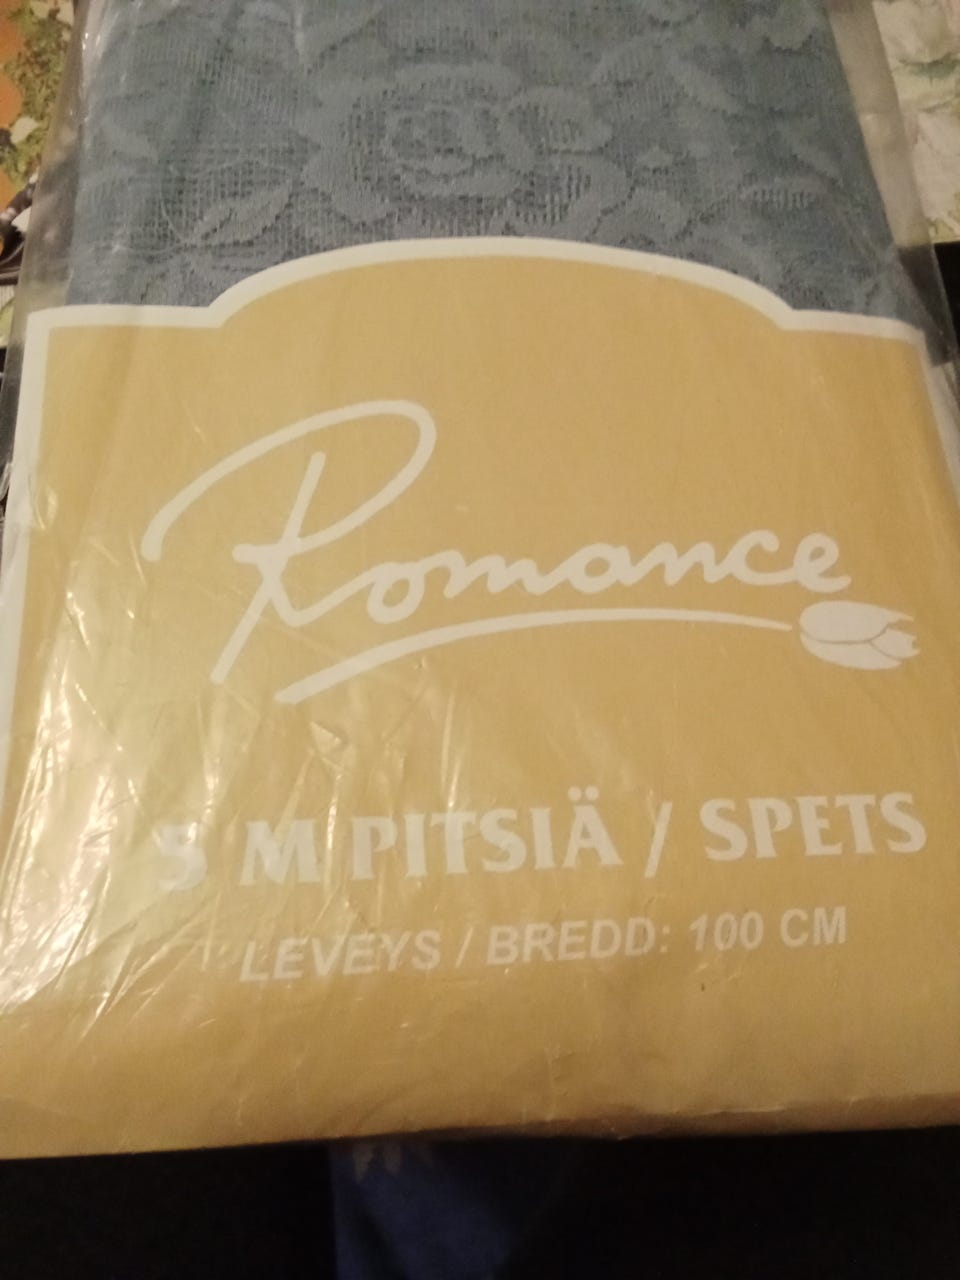 Romance
5 M PITSIÄ / SPETS
LEVEYS / BREDD: 100 CM